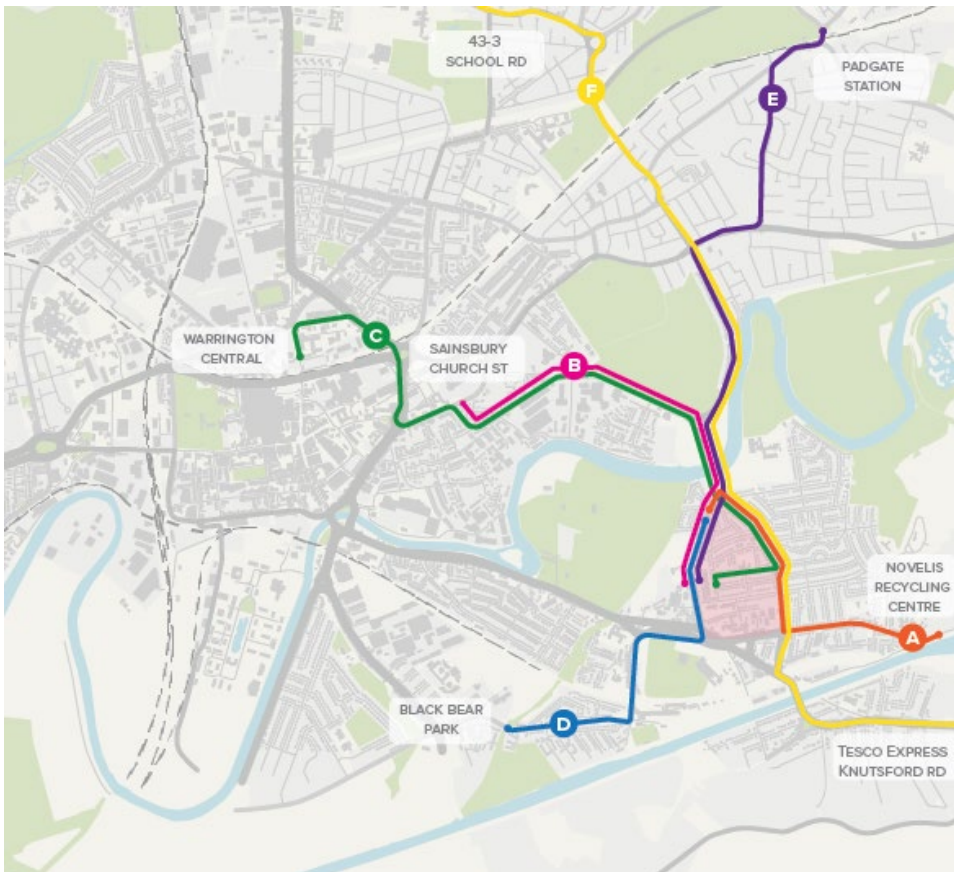 43-3
SCHOOL RD
F
E
PADGATE
STATION
WARRINGTON
CENTRAL
C
SAINSBURY
CHURCH ST
B
NOVELIS
RECYCLING
CENTRE
A
BLACK BEAR
PARK
D
TESCO EXPRESS
KNUTSFORD RD